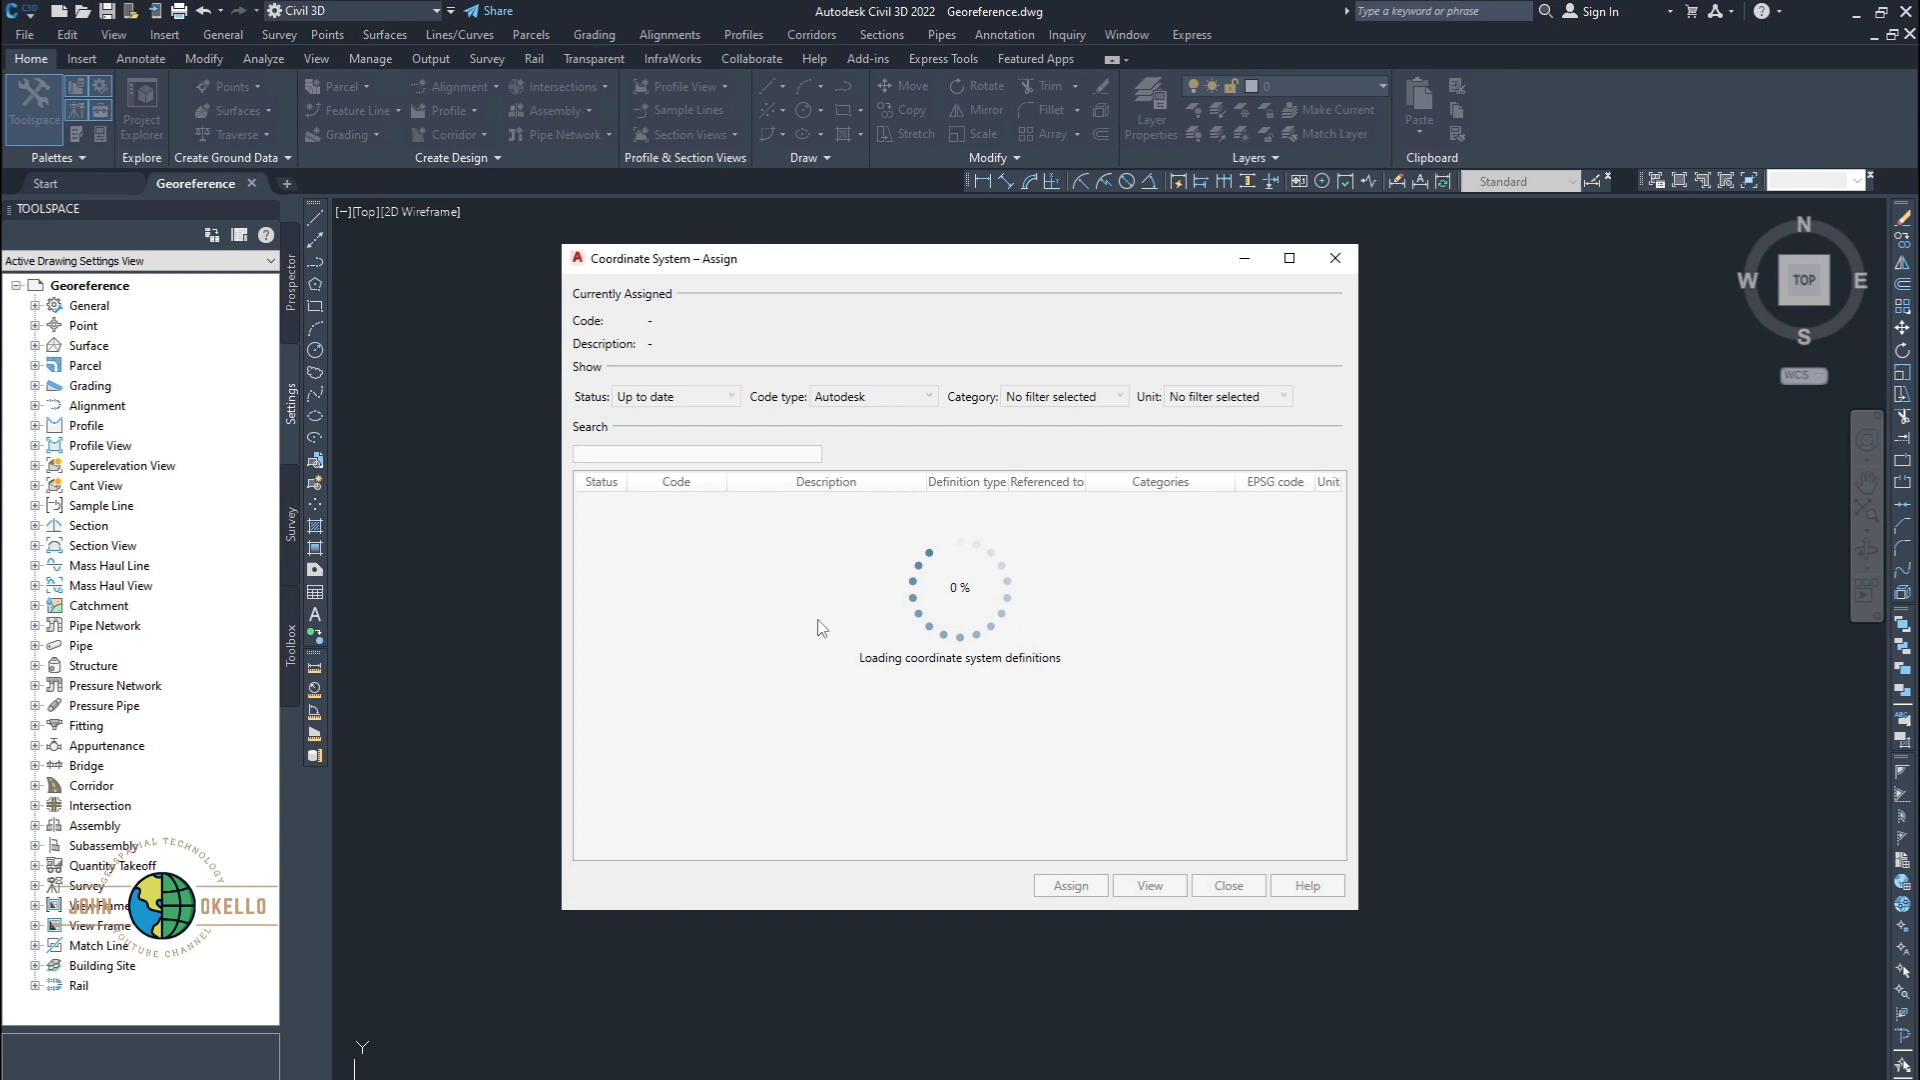 C3D
Civil 3D
Share
Autodesk Civil 3D 2022 Georeference.dwg
Type a keyword or phrase
Sign In
File Edit View Insert General Survey Points Surfaces Lines/Curves Parcels Grading Alignments Profiles Corridors Sections Pipes Annotation Inquiry Window Express
Home Insert Annotate Modify Analyze View Manage Output Survey Rail Transparent InfraWorks Collaborate Help Add-ins Express Tools Featured Apps
Points Parcel Alignment Intersections Profile View Move Rotate Trim 0
Toolspace Project Explorer Surfaces Feature Line Profile Assembly Sample Lines Copy Mirror Fillet Layer Properties Make Current Paste
Traverse Grading Corridor Pipe Network Section Views Stretch Scale Array Match Layer
Palettes Explore Create Ground Data Create Design Profile & Section Views Draw Modify Layers Clipboard
Start Georeference
Standard
TOOLSPACE
[−][Top][2D Wireframe]
Active Drawing Settings View
Prospector
Settings
Survey
Toolbox
Georeference
General
Point
Surface
Parcel
Grading
Alignment
Profile
Profile View
Superelevation View
Cant View
Sample Line
Section
Section View
Mass Haul Line
Mass Haul View
Catchment
Pipe Network
Pipe
Structure
Pressure Network
Pressure Pipe
Fitting
Appurtenance
Bridge
Corridor
Intersection
Assembly
Subassembly
Quantity Takeoff
Survey
View Frame
View Frame
Match Line
Building Site
Rail
GEOSPATIAL TECHNOLOGY
JOHN OKELLO
YOUTUBE CHANNEL
Coordinate System – Assign
Currently Assigned
Code: -
Description: -
Show
Status: Up to date Code type: Autodesk Category: No filter selected Unit: No filter selected
Search
Status Code Description Definition type Referenced to Categories EPSG code Unit
0 %
Loading coordinate system definitions
Assign View Close Help
N
W TOP E
S
WCS
Y